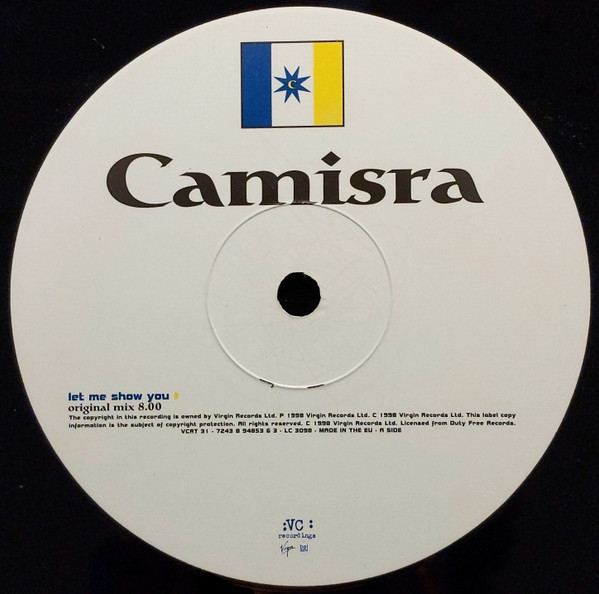 C
Camisra
let me show you
original mix 8.00
The copyright in this recording is owned by Virgin Records Ltd. P 1998 Virgin Records Ltd. C 1998 Virgin Records Ltd. This label copy
information is the subject of copyright protection. All rights reserved. C 1998 Virgin Records Ltd. Licensed from Duty Free Records.
VCRT 31 - 7243 8 94853 6 3 - LC 3098 - MADE IN THE EU - A SIDE
:VC :
recordings
Virgin